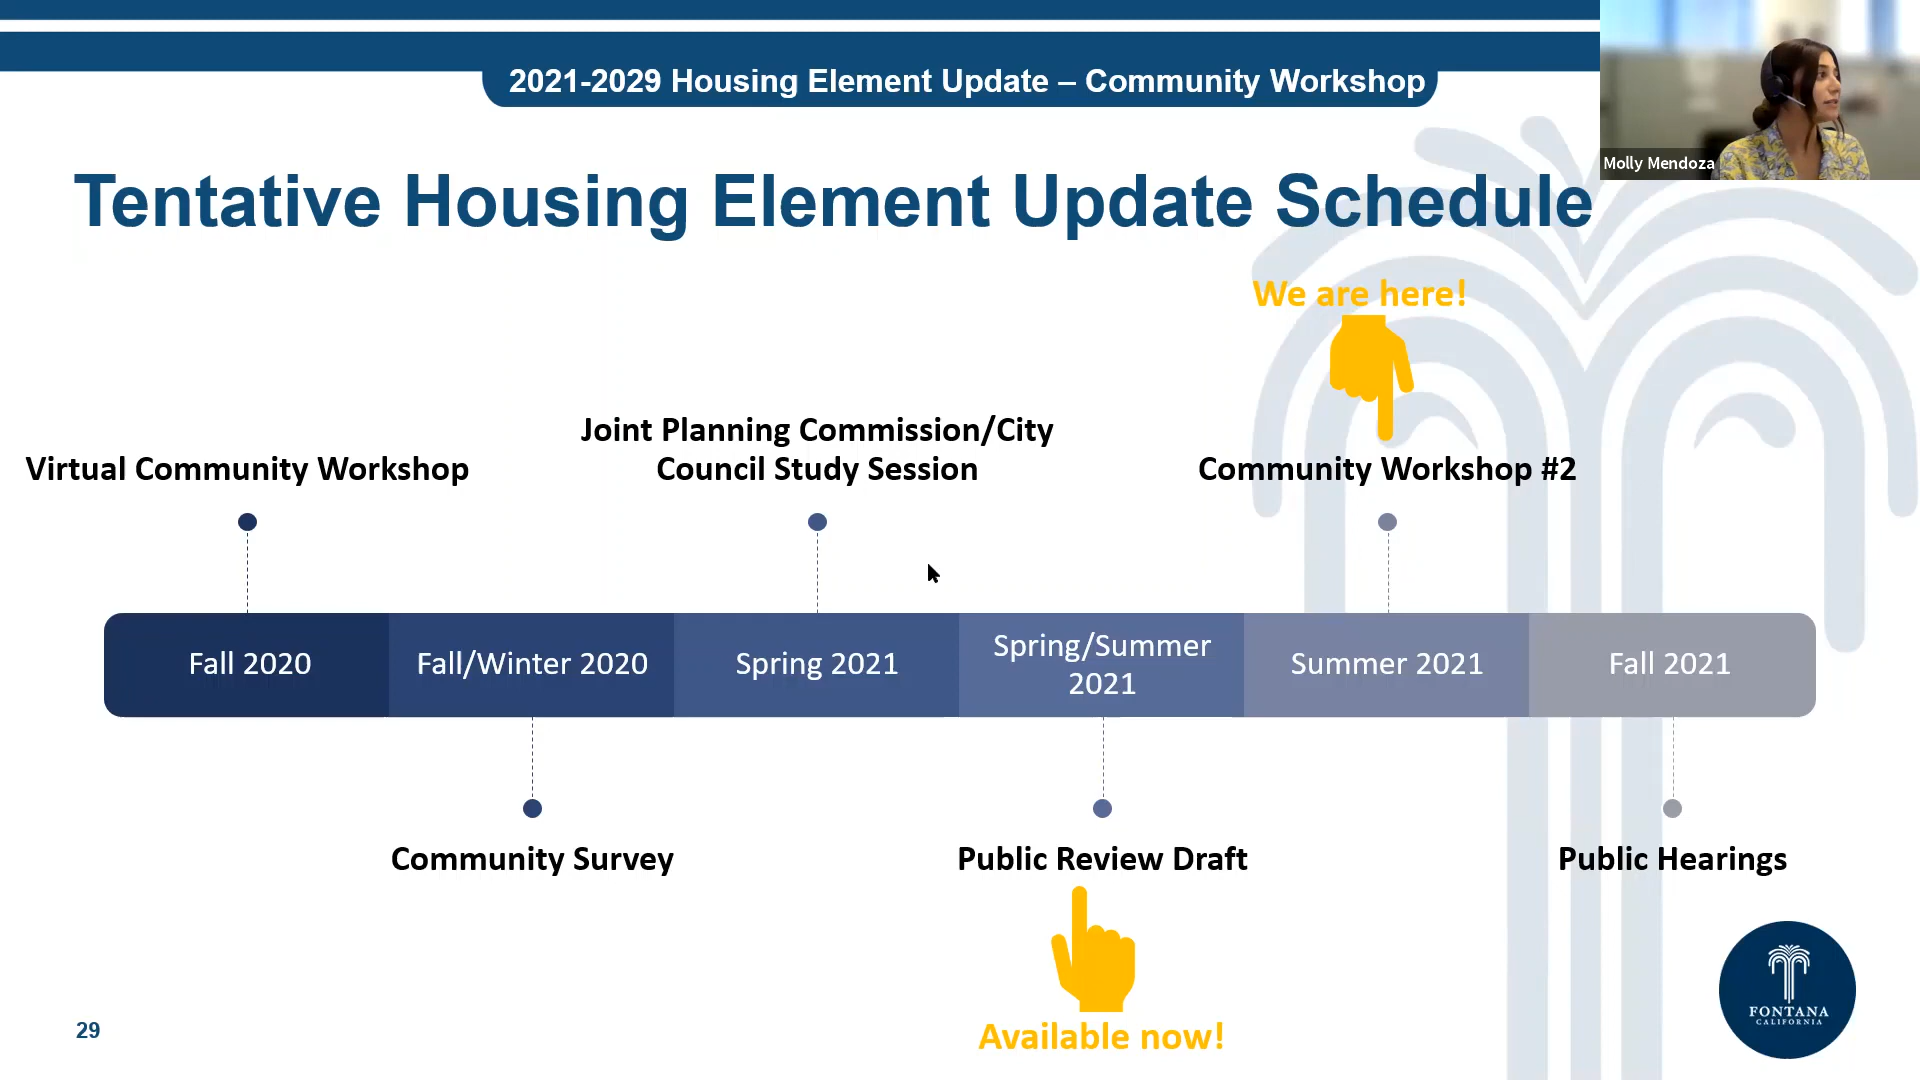 2021-2029 Housing Element Update – Community Workshop
Molly Mendoza
Tentative Housing Element Update Schedule
We are here!
Virtual Community Workshop
Joint Planning Commission/City
Council Study Session
Community Workshop #2
Fall 2020
Fall/Winter 2020
Spring 2021
Spring/Summer
2021
Summer 2021
Fall 2021
Community Survey
Public Review Draft
Public Hearings
Available now!
29
FONTANA
CALIFORNIA